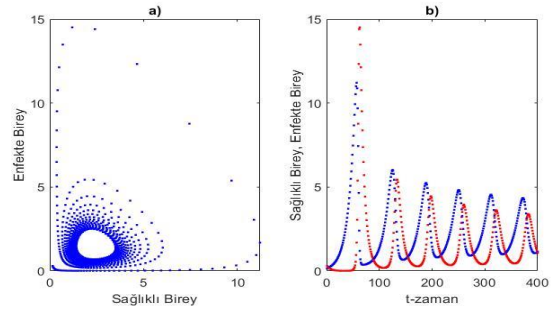 a)
15
10
5
0
Enfekte Birey
0
5
10
Sağlıklı Birey
b)
15
10
5
0
Sağlıklı Birey, Enfekte Birey
0
100
200
300
400
t-zaman